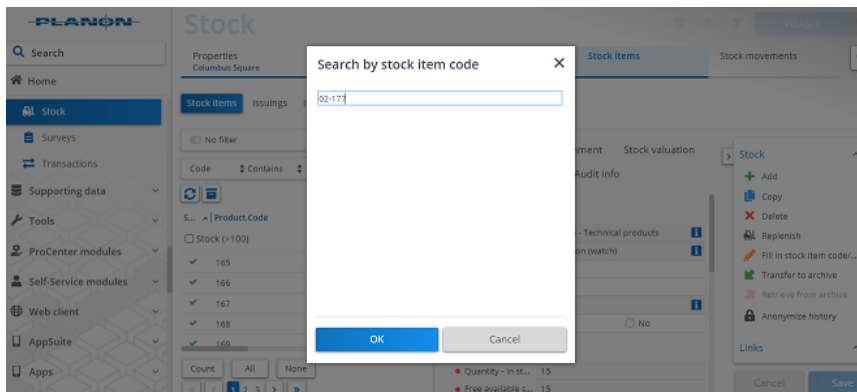 PLANON
Stock
Search
Home
Stock
Surveys
Transactions
Supporting data
Tools
ProCenter modules
Self-Service modules
Web client
AppSuite
Apps
Properties
Columbus Square
Stock items
Stock movements
Stock items
Issuings
No filter
Code
Contains
S...
Product.Code
Stock (>100)
165
166
167
168
169
Count
All
None
1 2 3
Search by stock item code
02-177
OK
Cancel
nment
Stock valuation
Audit info
- Technical products
on (watch)
No
Quantity - in st... 15
Free available s... 15
Stock
Add
Copy
Delete
Replenish
Fill in stock item code/...
Transfer to archive
Retrieve from archive
Anonymize history
Links
Cancel
Save